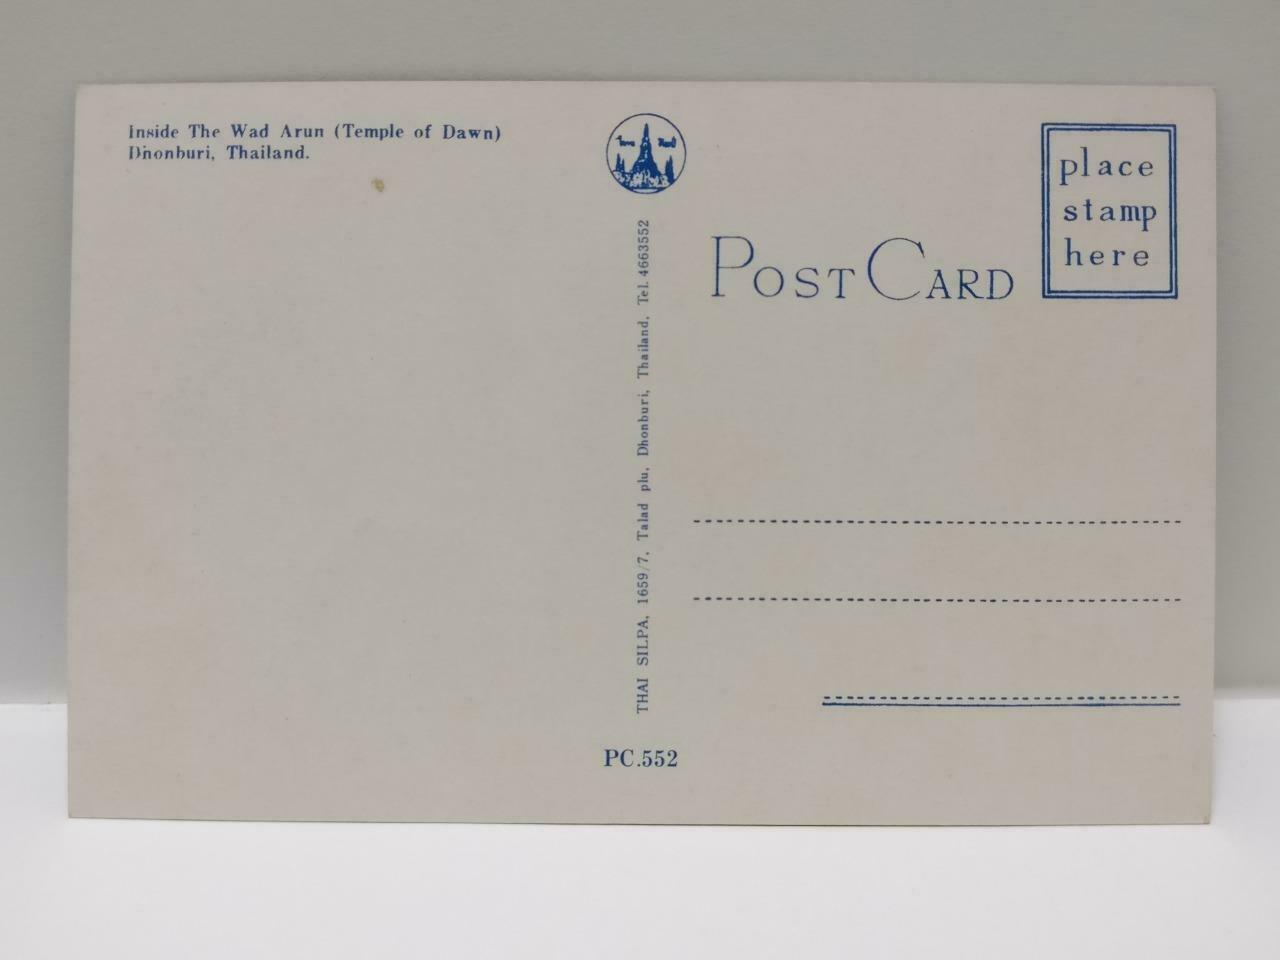 Inside The Wad Arun (Temple of Dawn)
Dhonburi, Thailand.
THAI SILPA, 1659/7, Talad plu, Dhonburi, Thailand, Tel. 4663552
PC.552
POST CARD
place
stamp
here